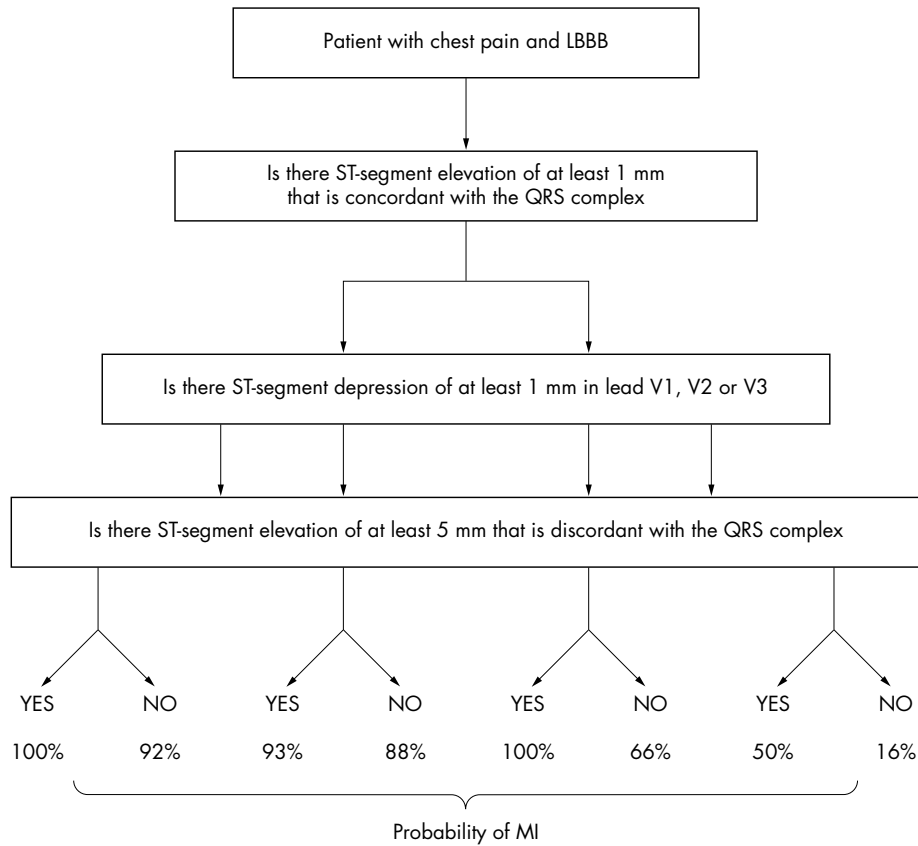 Patient with chest pain and LBBB
Is there ST-segment elevation of at least 1 mm
that is concordant with the QRS complex
Is there ST-segment depression of at least 1 mm in lead V1, V2 or V3
Is there ST-segment elevation of at least 5 mm that is discordant with the QRS complex
YES NO YES NO YES NO YES NO
100% 92% 93% 88% 100% 66% 50% 16%
Probability of MI